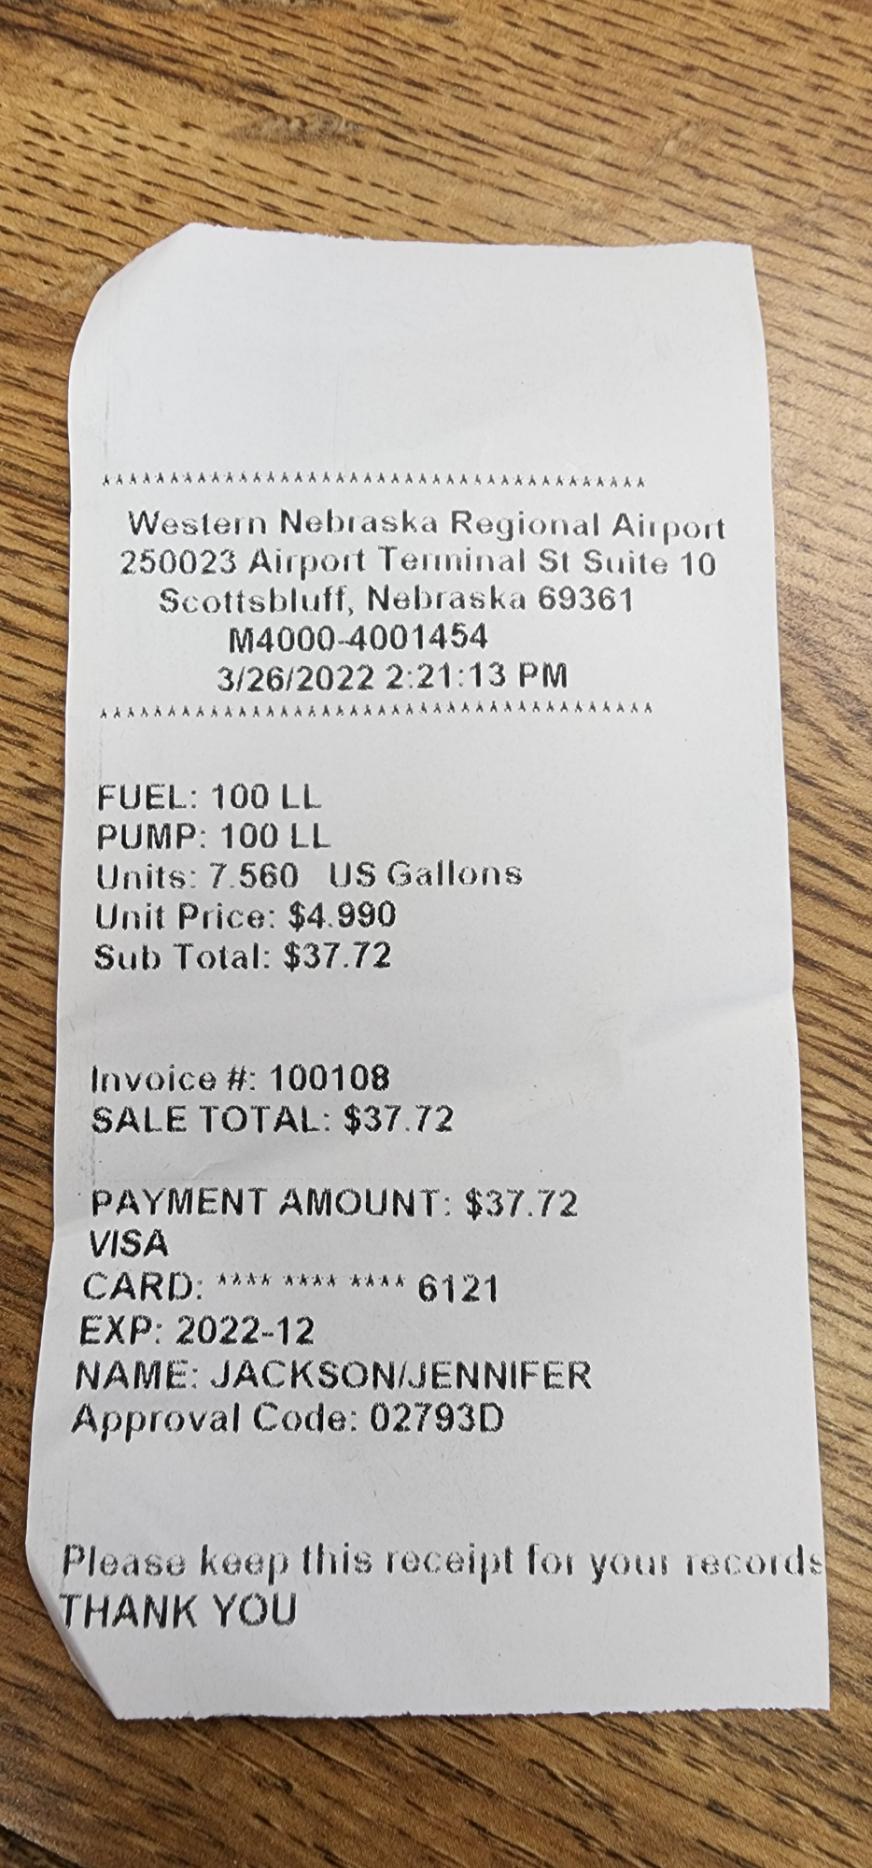 ****************************************
Western Nebraska Regional Airport
250023 Airport Terminal St Suite 10
Scottsbluff, Nebraska 69361
M4000-4001454
3/26/2022 2:21:13 PM
****************************************
FUEL: 100 LL
PUMP: 100 LL
Units: 7.560 US Gallons
Unit Price: $4.990
Sub Total: $37.72
Invoice #: 100108
SALE TOTAL: $37.72
PAYMENT AMOUNT: $37.72
VISA
CARD: **** **** **** 6121
EXP: 2022-12
NAME: JACKSON/JENNIFER
Approval Code: 02793D
Please keep this receipt for your records
THANK YOU